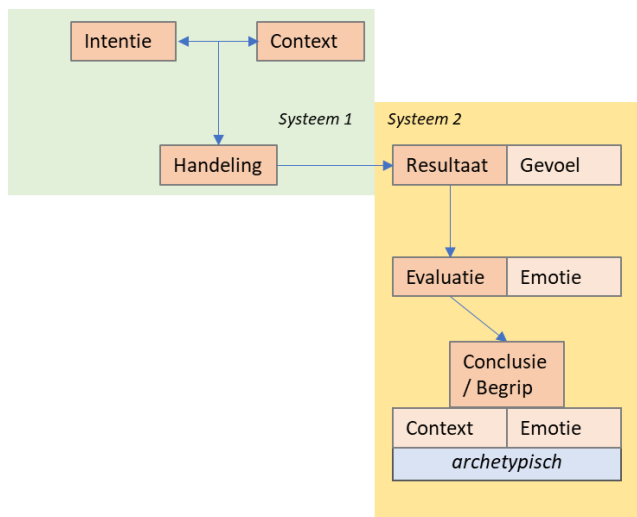 Intentie
Context
Systeem 1
Systeem 2
Handeling
Resultaat
Gevoel
Evaluatie
Emotie
Conclusie
/ Begrip
Context
Emotie
archetypisch